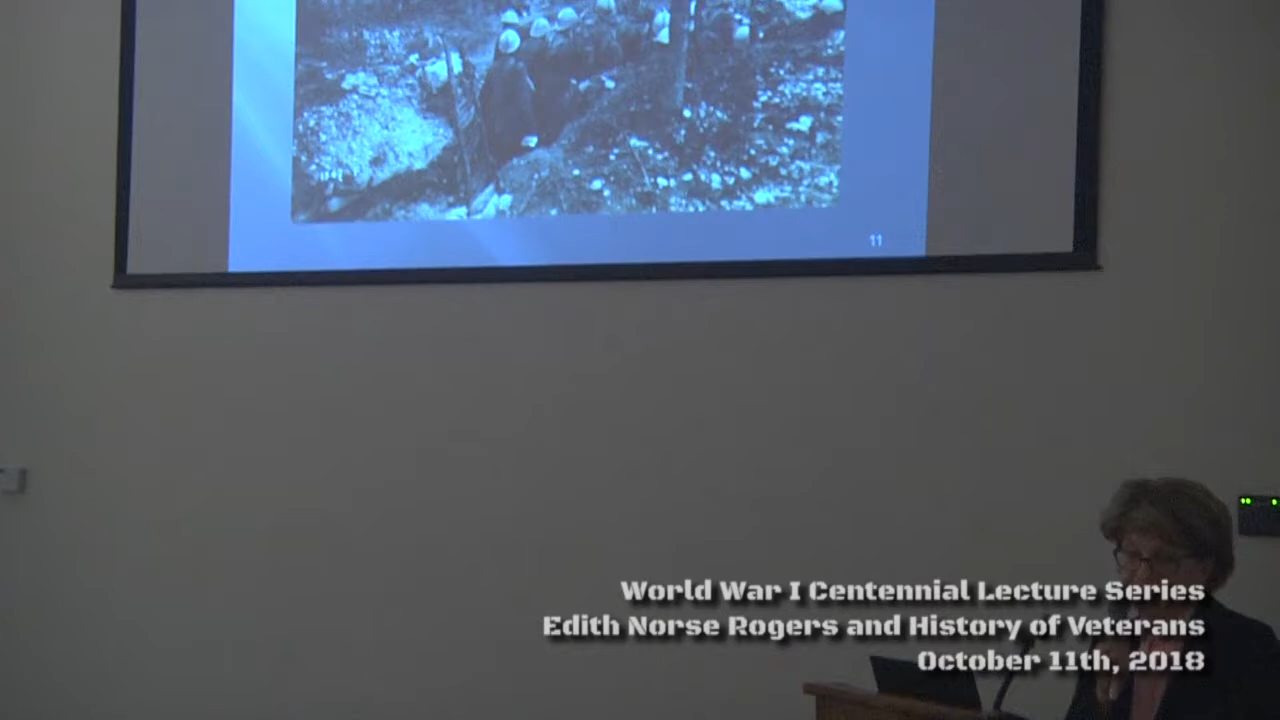 11
World War I Centennial Lecture Series
Edith Norse Rogers and History of Veterans
October 11th, 2018